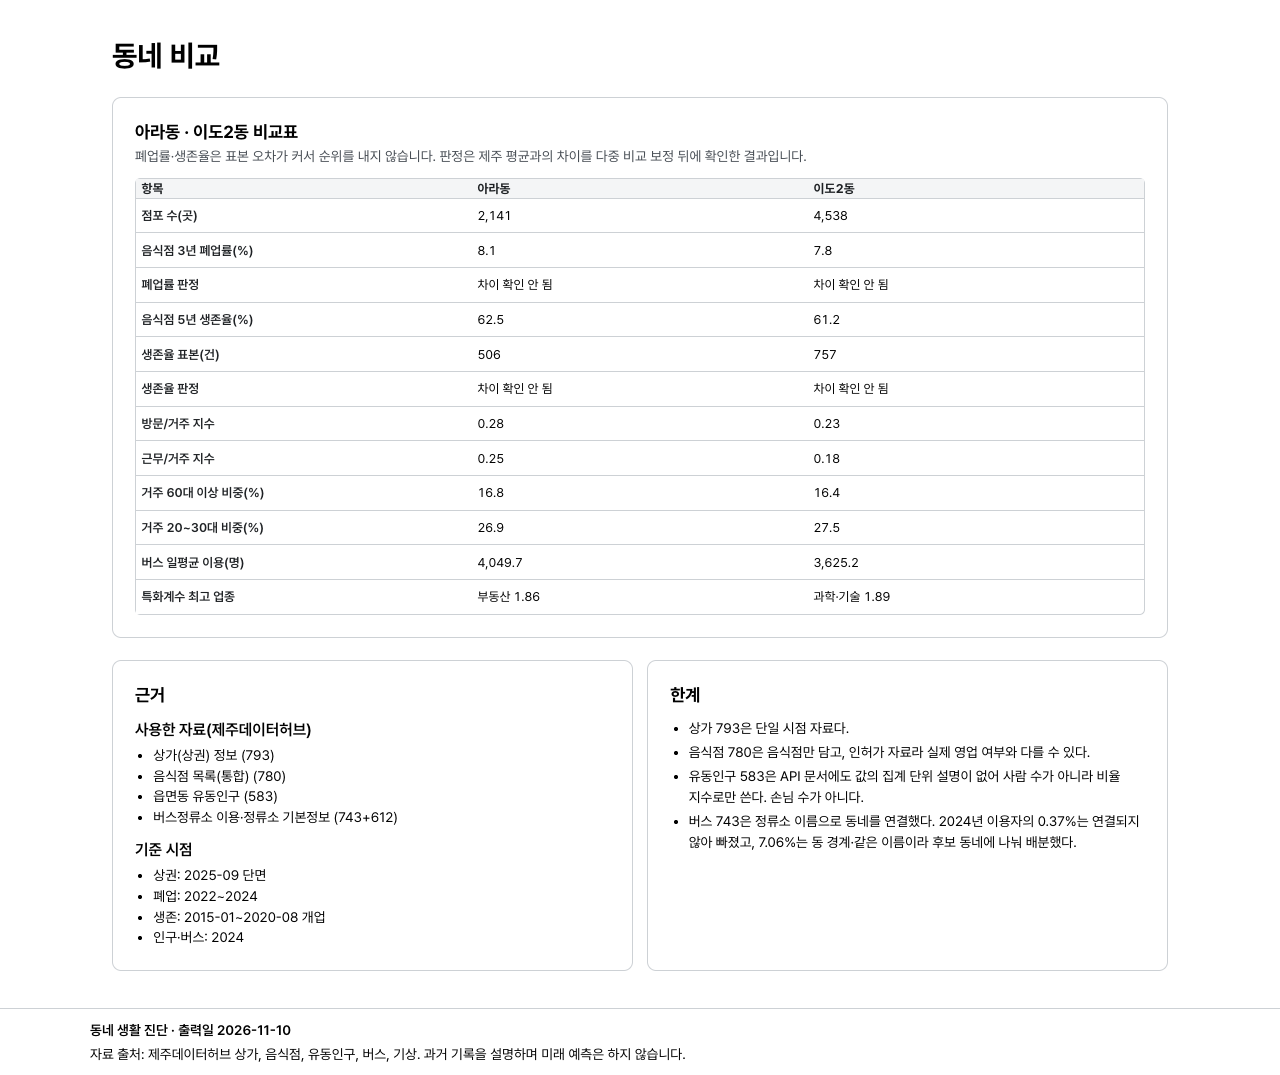 동네 비교
아라동 · 이도2동 비교표
폐업률·생존율은 표본 오차가 커서 순위를 내지 않습니다. 판정은 제주 평균과의 차이를 다중 비교 보정 뒤에 확인한 결과입니다.
항목 아라동 이도2동
점포 수(곳) 2,141 4,538
음식점 3년 폐업률(%) 8.1 7.8
폐업률 판정 차이 확인 안 됨 차이 확인 안 됨
음식점 5년 생존율(%) 62.5 61.2
생존율 표본(건) 506 757
생존율 판정 차이 확인 안 됨 차이 확인 안 됨
방문/거주 지수 0.28 0.23
근무/거주 지수 0.25 0.18
거주 60대 이상 비중(%) 16.8 16.4
거주 20~30대 비중(%) 26.9 27.5
버스 일평균 이용(명) 4,049.7 3,625.2
특화계수 최고 업종 부동산 1.86 과학·기술 1.89
근거
사용한 자료(제주데이터허브)
• 상가(상권) 정보 (793)
• 음식점 목록(통합) (780)
• 읍면동 유동인구 (583)
• 버스정류소 이용·정류소 기본정보 (743+612)
기준 시점
• 상권: 2025-09 단면
• 폐업: 2022~2024
• 생존: 2015-01~2020-08 개업
• 인구·버스: 2024
한계
• 상가 793은 단일 시점 자료다.
• 음식점 780은 음식점만 담고, 인허가 자료라 실제 영업 여부와 다를 수 있다.
• 유동인구 583은 API 문서에도 값의 집계 단위 설명이 없어 사람 수가 아니라 비율
지수로만 쓴다. 손님 수가 아니다.
• 버스 743은 정류소 이름으로 동네를 연결했다. 2024년 이용자의 0.37%는 연결되지
않아 빠졌고, 7.06%는 동 경계·같은 이름이라 후보 동네에 나눠 배분했다.
동네 생활 진단 · 출력일 2026-11-10
자료 출처: 제주데이터허브 상가, 음식점, 유동인구, 버스, 기상. 과거 기록을 설명하며 미래 예측은 하지 않습니다.